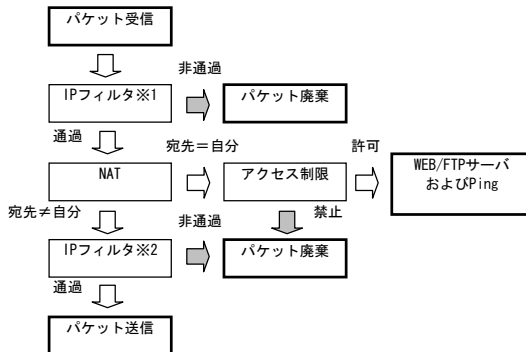 パケット受信
非通過
IPフィルタ※1
パケット廃棄
通過
宛先＝自分
許可
NAT
アクセス制限
WEB/FTPサーバ
およびPing
宛先≠自分
非通過
禁止
IPフィルタ※2
パケット廃棄
通過
パケット送信